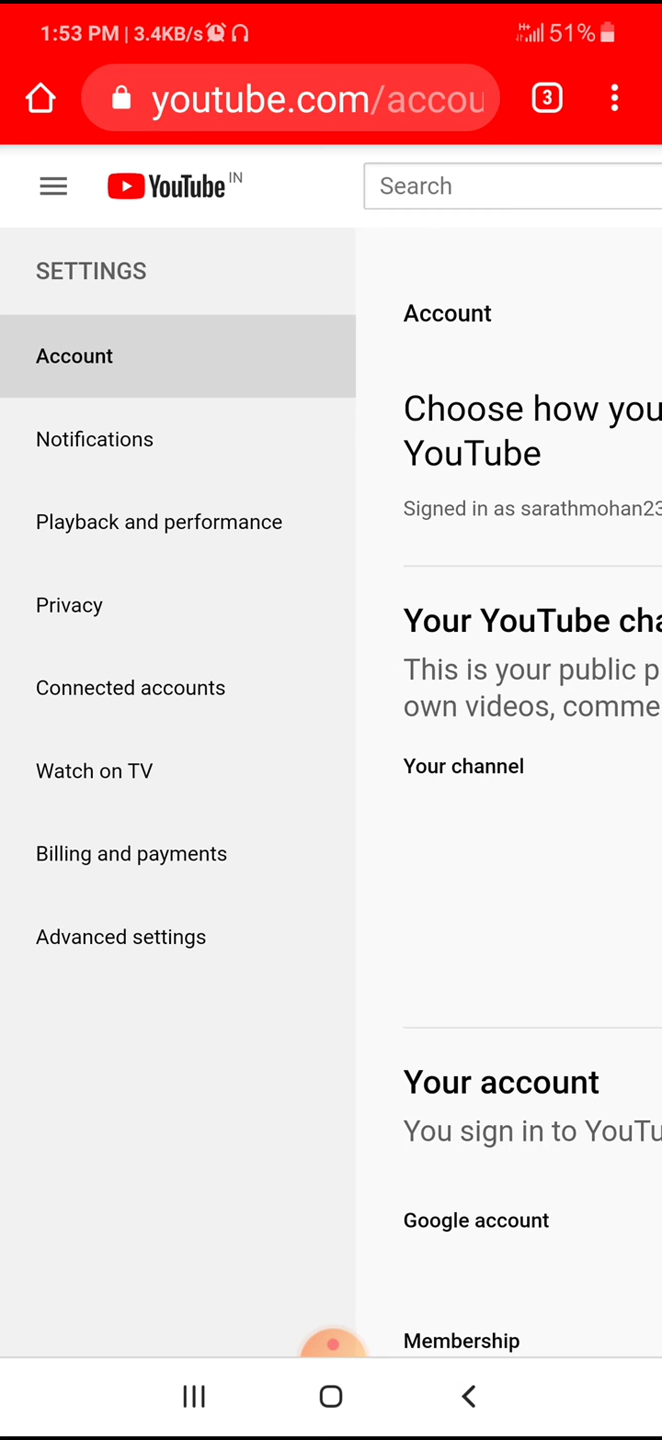 1:53 PM | 3.4KB/s H+ 51%
youtube.com/accou 3
YouTube IN
Search
SETTINGS
Account
Notifications
Playback and performance
Privacy
Connected accounts
Watch on TV
Billing and payments
Advanced settings
Account
Choose how you
YouTube
Signed in as sarathmohan23
Your YouTube cha
This is your public p
own videos, comme
Your channel
Your account
You sign in to YouTu
Google account
Membership